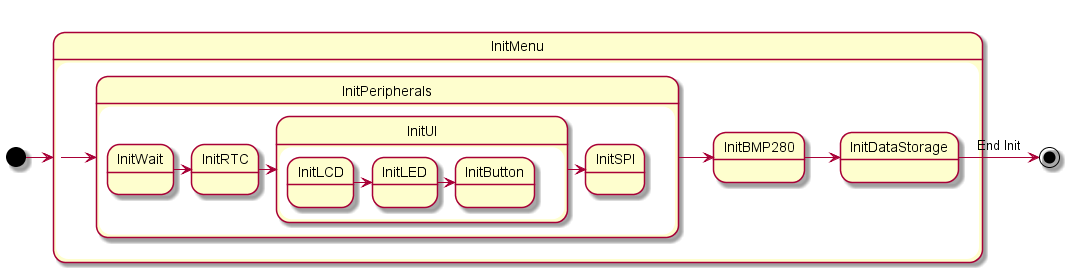 InitMenu
InitPeripherals
InitUI
InitWait
InitRTC
InitLCD
InitLED
InitButton
InitSPI
InitBMP280
InitDataStorage
End Init